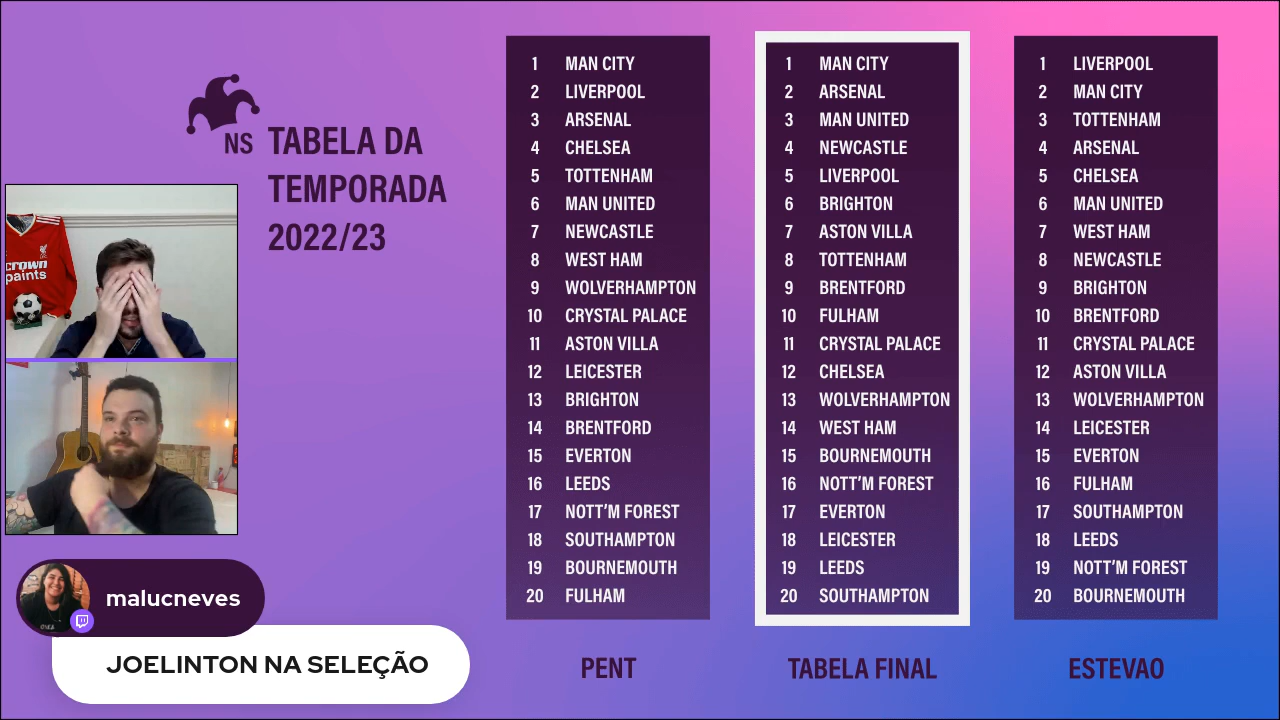 NS
TABELA DA
TEMPORADA
2022/23
crown
paints
malucneves
JOELINTON NA SELEÇÃO
1 MAN CITY
2 LIVERPOOL
3 ARSENAL
4 CHELSEA
5 TOTTENHAM
6 MAN UNITED
7 NEWCASTLE
8 WEST HAM
9 WOLVERHAMPTON
10 CRYSTAL PALACE
11 ASTON VILLA
12 LEICESTER
13 BRIGHTON
14 BRENTFORD
15 EVERTON
16 LEEDS
17 NOTT'M FOREST
18 SOUTHAMPTON
19 BOURNEMOUTH
20 FULHAM
PENT
1 MAN CITY
2 ARSENAL
3 MAN UNITED
4 NEWCASTLE
5 LIVERPOOL
6 BRIGHTON
7 ASTON VILLA
8 TOTTENHAM
9 BRENTFORD
10 FULHAM
11 CRYSTAL PALACE
12 CHELSEA
13 WOLVERHAMPTON
14 WEST HAM
15 BOURNEMOUTH
16 NOTT'M FOREST
17 EVERTON
18 LEICESTER
19 LEEDS
20 SOUTHAMPTON
TABELA FINAL
1 LIVERPOOL
2 MAN CITY
3 TOTTENHAM
4 ARSENAL
5 CHELSEA
6 MAN UNITED
7 WEST HAM
8 NEWCASTLE
9 BRIGHTON
10 BRENTFORD
11 CRYSTAL PALACE
12 ASTON VILLA
13 WOLVERHAMPTON
14 LEICESTER
15 EVERTON
16 FULHAM
17 SOUTHAMPTON
18 LEEDS
19 NOTT'M FOREST
20 BOURNEMOUTH
ESTEVAO